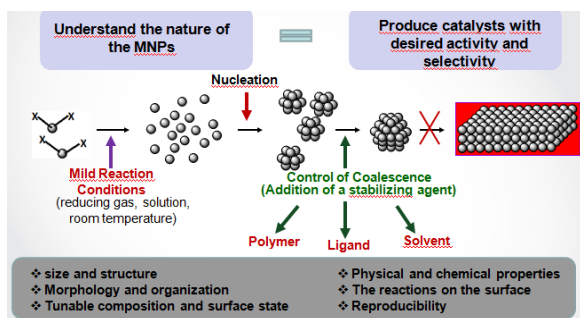 Understand the nature of
the MNPs
Produce catalysts with
desired activity and
selectivity
Nucleation
X X
X X
Mild Reaction
Conditions
(reducing gas, solution,
room temperature)
Control of Coalescence
(Addition of a stabilizing agent)
Polymer
Ligand
Solvent
❖ size and structure
❖ Morphology and organization
❖ Tunable composition and surface state
❖ Physical and chemical properties
❖ The reactions on the surface
❖ Reproducibility